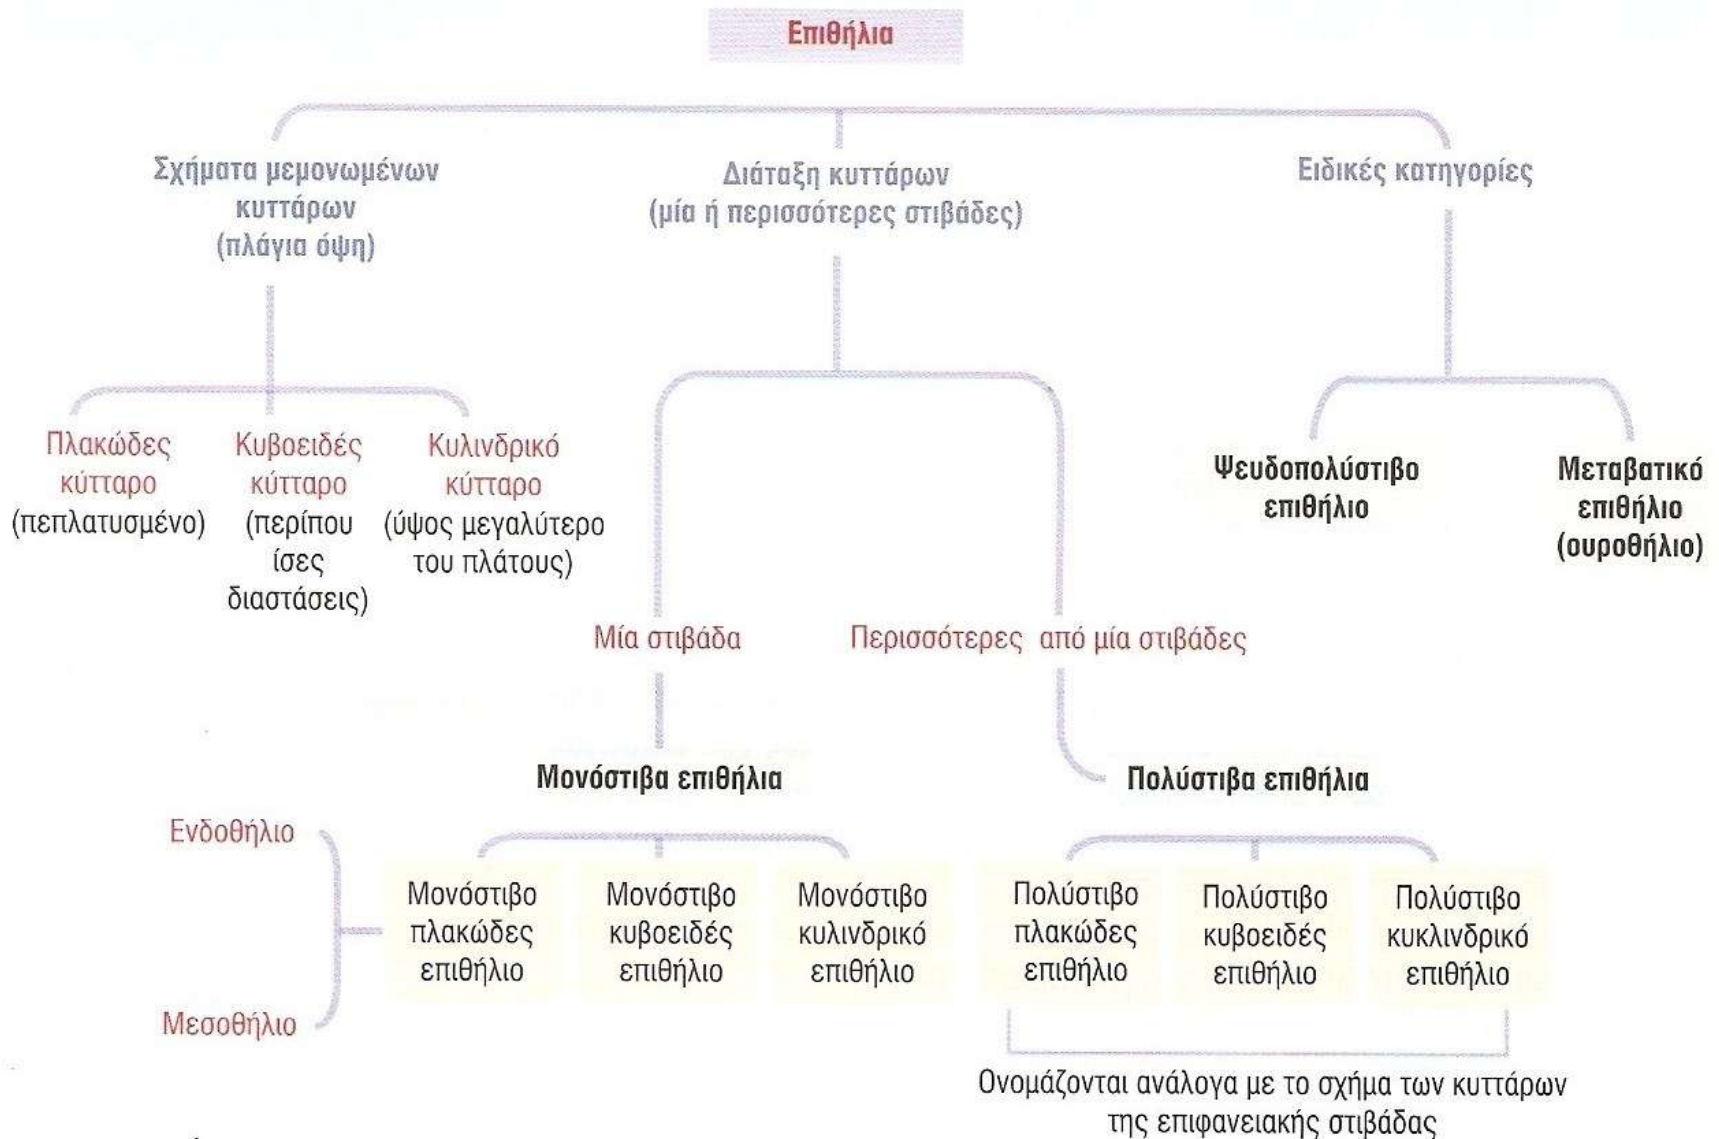 Επιθήλια
Σχήματα μεμονωμένων
κυττάρων
(πλάγια όψη)
Διάταξη κυττάρων
(μία ή περισσότερες στιβάδες)
Ειδικές κατηγορίες
Πλακώδες
κύτταρο
(πεπλατυσμένο)
Κυβοειδές
κύτταρο
(περίπου
ίσες
διαστάσεις)
Κυλινδρικό
κύτταρο
(ύψος μεγαλύτερο
του πλάτους)
Ψευδοπολύστιβο
επιθήλιο
Μεταβατικό
επιθήλιο
(ουροθήλιο)
Μία στιβάδα
Περισσότερες από μία στιβάδες
Μονόστιβα επιθήλια
Πολύστιβα επιθήλια
Ενδοθήλιο
Μεσοθήλιο
Μονόστιβο
πλακώδες
επιθήλιο
Μονόστιβο
κυβοειδές
επιθήλιο
Μονόστιβο
κυλινδρικό
επιθήλιο
Πολύστιβο
πλακώδες
επιθήλιο
Πολύστιβο
κυβοειδές
επιθήλιο
Πολύστιβο
κυκλινδρικό
επιθήλιο
Ονομάζονται ανάλογα με το σχήμα των κυττάρων
της επιφανειακής στιβάδας